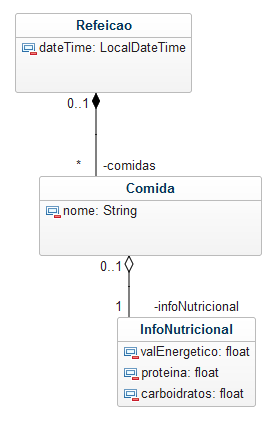 Refeicao
dateTime: LocalDateTime
0..1
* -comidas
Comida
nome: String
0..1
1 -infoNutricional
InfoNutricional
valEnergetico: float
proteina: float
carboidratos: float